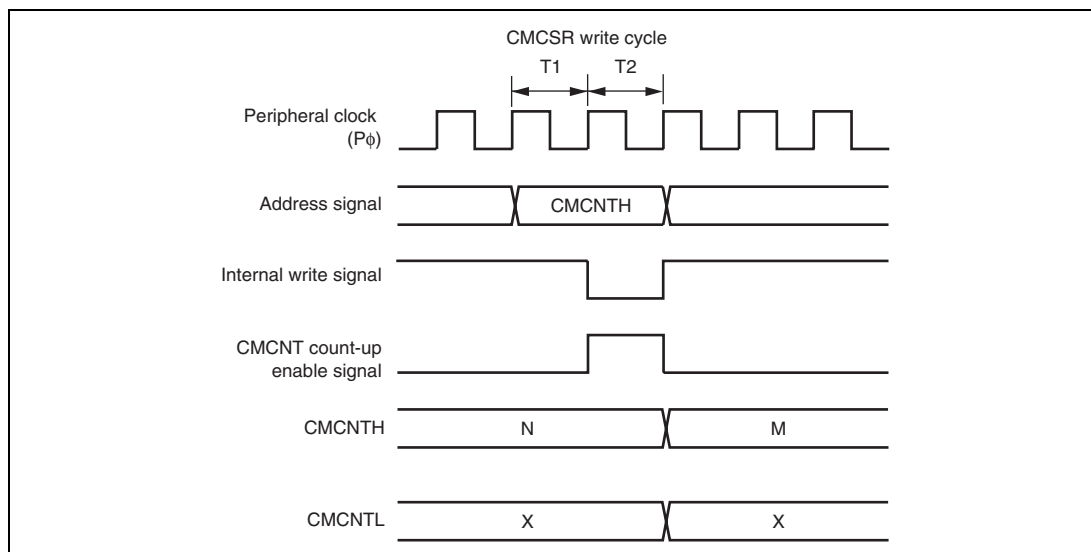 CMCSR write cycle
T1 T2
Peripheral clock
(Pϕ)
Address signal CMCNTH
Internal write signal
CMCNT count-up
enable signal
CMCNTH N M
CMCNTL X X